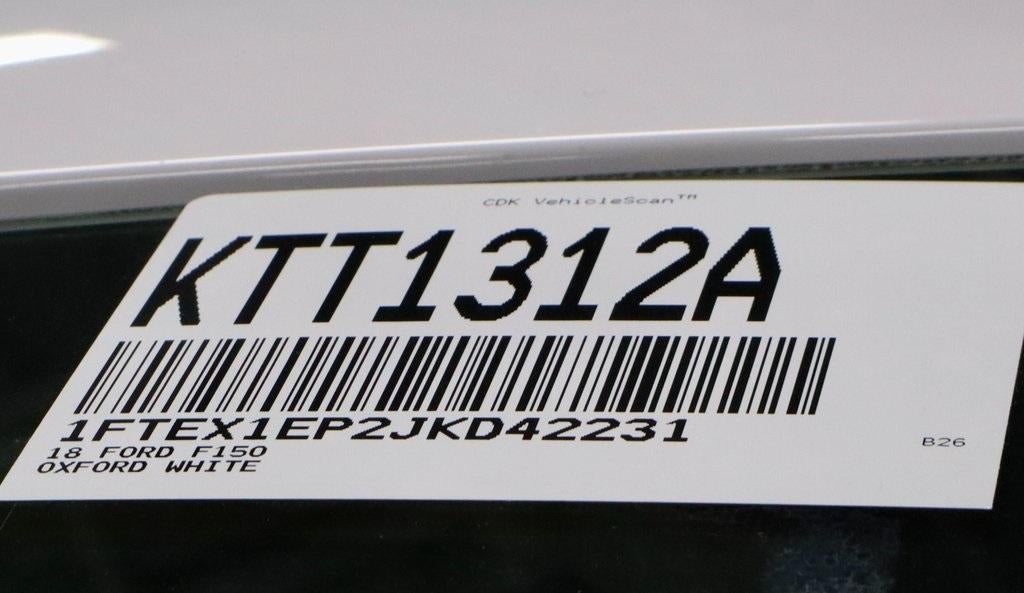 CDK VehicleScan™
KTT1312A
1FTEX1EP2JKD42231
18 FORD F150
OXFORD WHITE
B26